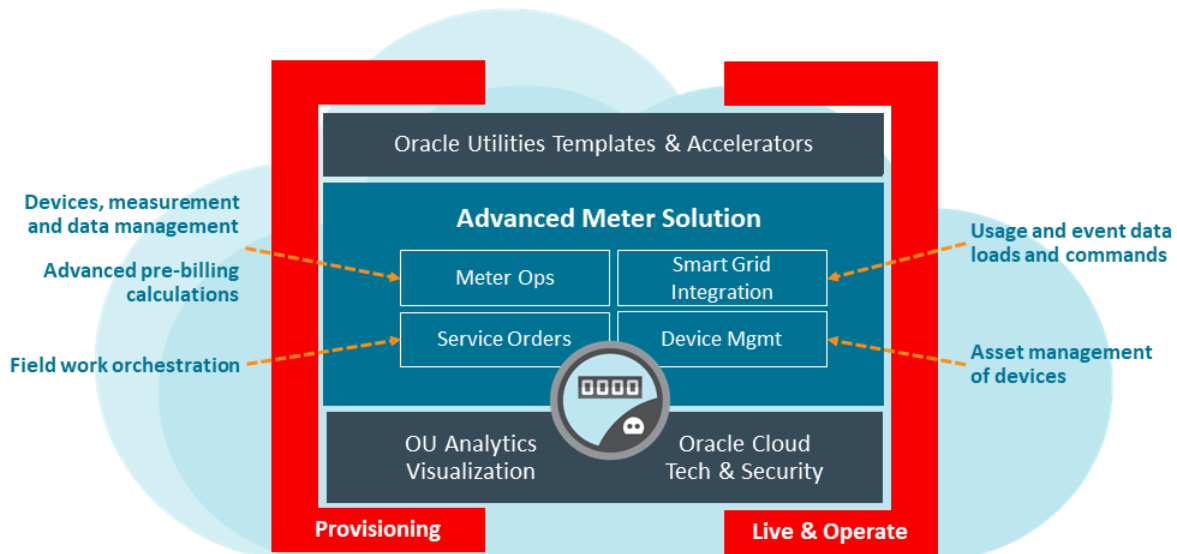 Oracle Utilities Templates & Accelerators
Devices, measurement
and data management
Advanced pre-billing
calculations
Field work orchestration
Advanced Meter Solution
Meter Ops
Smart Grid
Integration
Service Orders
Device Mgmt
Usage and event data
loads and commands
Asset management
of devices
0000
OU Analytics
Visualization
Oracle Cloud
Tech & Security
Provisioning
Live & Operate